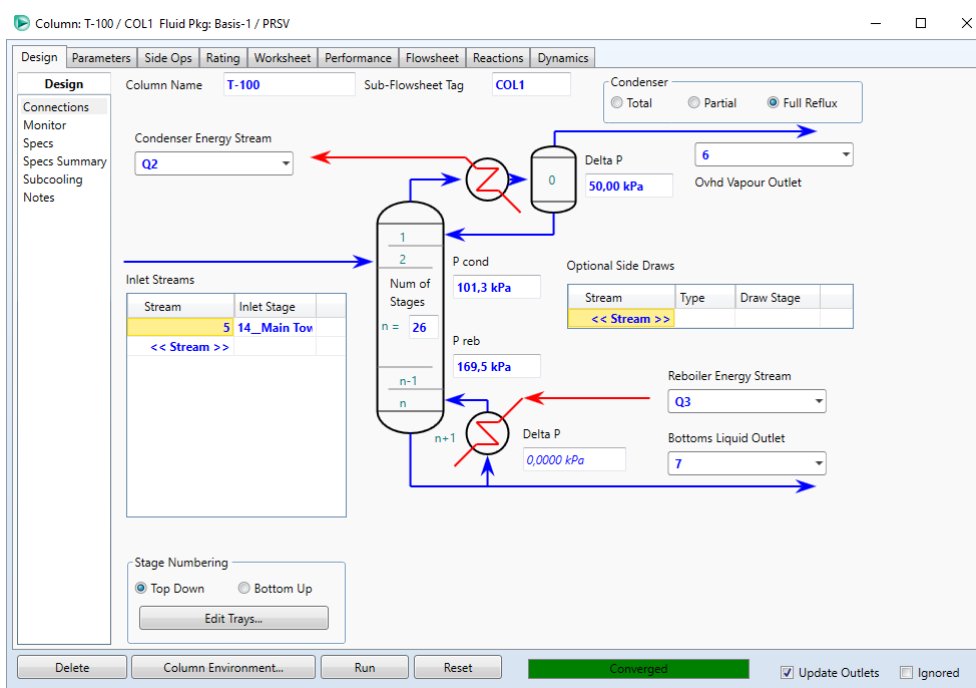 Column: T-100 / COL1 Fluid Pkg: Basis-1 / PRSV
Design Parameters Side Ops Rating Worksheet Performance Flowsheet Reactions Dynamics
Design
Connections
Monitor
Specs
Specs Summary
Subcooling
Notes
Column Name T-100 Sub-Flowsheet Tag COL1
Condenser
Total Partial Full Reflux
Condenser Energy Stream
Q2
0
Delta P
50,00 kPa
6
Ovhd Vapour Outlet
Inlet Streams
Stream Inlet Stage
5 14__Main Tow
<< Stream >>
1
2
Num of
Stages
n = 26
n-1
n
n+1
P cond
101,3 kPa
P reb
169,5 kPa
Delta P
0,0000 kPa
Optional Side Draws
Stream Type Draw Stage
<< Stream >>
Reboiler Energy Stream
Q3
Bottoms Liquid Outlet
7
Stage Numbering
Top Down Bottom Up
Edit Trays...
Delete Column Environment... Run Reset Converged Update Outlets Ignored